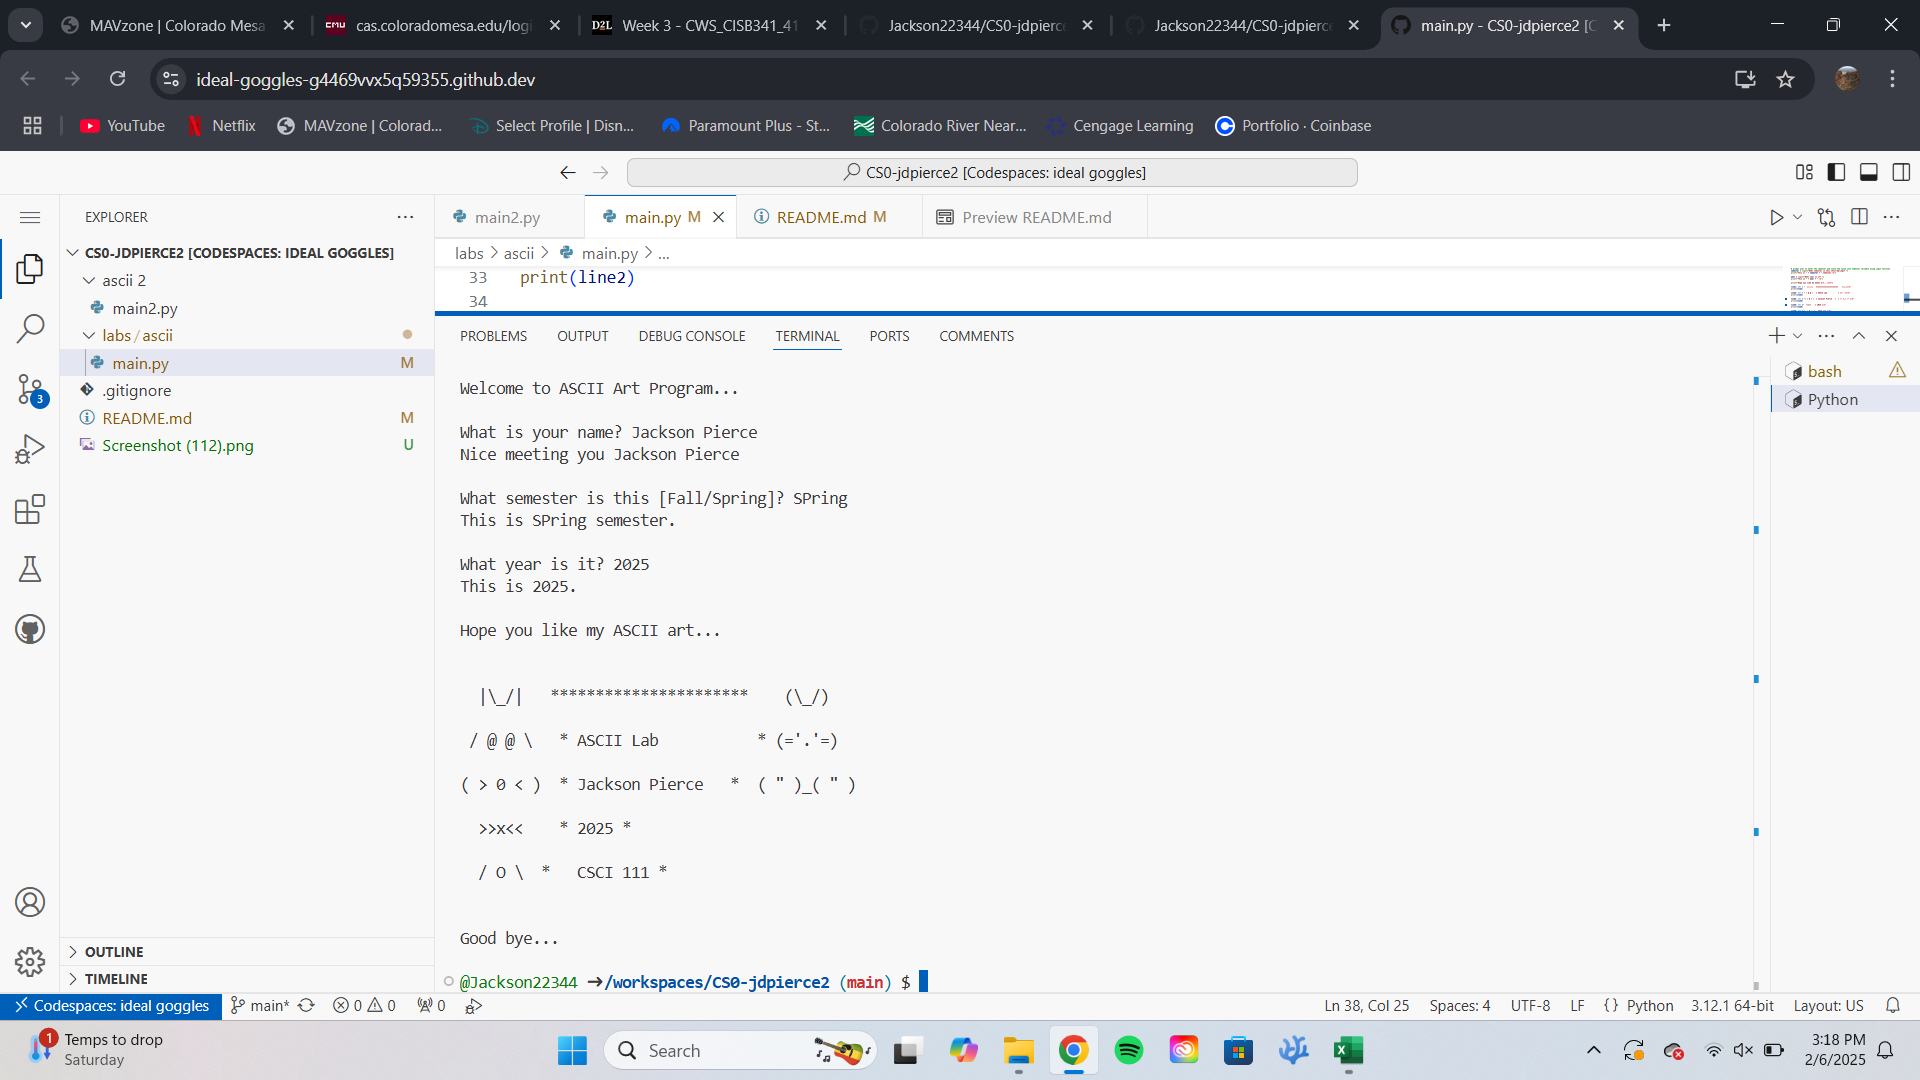 MAVzone | Colorado Mesa
cas.coloradomesa.edu/logi
D2L Week 3 - CWS_CISB341_41
Jackson22344/CS0-jdpierce
Jackson22344/CS0-jdpierce
main.py - CS0-jdpierce2 [C
ideal-goggles-g4469vvx5q59355.github.dev
YouTube
Netflix
MAVzone | Colorad...
Select Profile | Disn...
Paramount Plus - St...
Colorado River Near...
Cengage Learning
Portfolio · Coinbase
CS0-jdpierce2 [Codespaces: ideal goggles]
EXPLORER
main2.py
main.py M
README.md M
Preview README.md
CS0-JDPIERCE2 [CODESPACES: IDEAL GOGGLES]
ascii 2
main2.py
labs / ascii
main.py M
.gitignore
README.md M
Screenshot (112).png U
3
labs > ascii > main.py > ...
33 print(line2)
34
PROBLEMS OUTPUT DEBUG CONSOLE TERMINAL PORTS COMMENTS
bash
Python
Welcome to ASCII Art Program...
What is your name? Jackson Pierce
Nice meeting you Jackson Pierce
What semester is this [Fall/Spring]? SPring
This is SPring semester.
What year is it? 2025
This is 2025.
Hope you like my ASCII art...
|\_/|   **********************    (\_/)
/ @ @ \   * ASCII Lab           * (='.'=)
( > 0 < )  * Jackson Pierce   *  ( " )_( " )
>>x<<    * 2025 *
/ O \  *   CSCI 111 *
Good bye...
@Jackson22344 ➜/workspaces/CS0-jdpierce2 (main) $
OUTLINE
TIMELINE
Codespaces: ideal goggles
main*
0 0
0
Ln 38, Col 25
Spaces: 4
UTF-8
LF
{ } Python
3.12.1 64-bit
Layout: US
1
Temps to drop
Saturday
Search
3:18 PM
2/6/2025